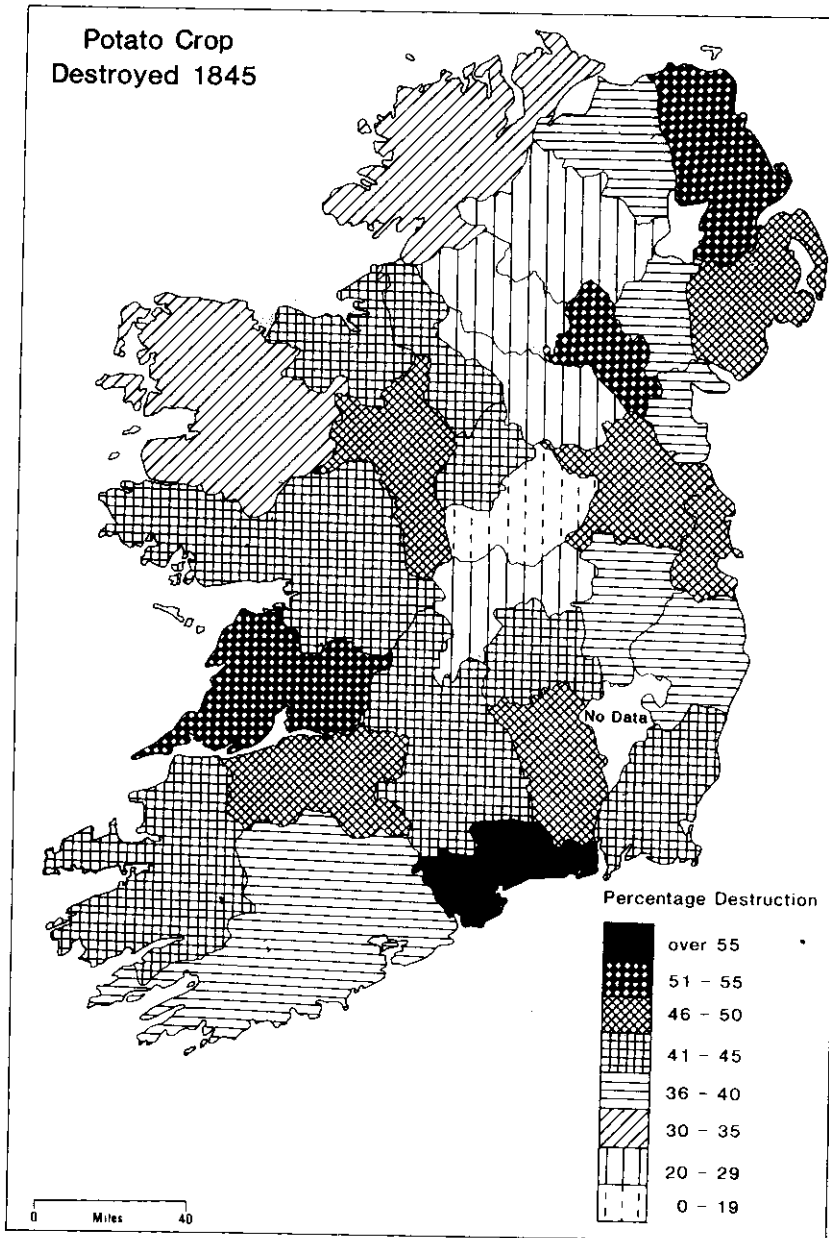 Potato Crop
Destroyed 1845
No Data
Percentage Destruction
over 55
51 - 55
46 - 50
41 - 45
36 - 40
30 - 35
20 - 29
0 - 19
0 Miles 40